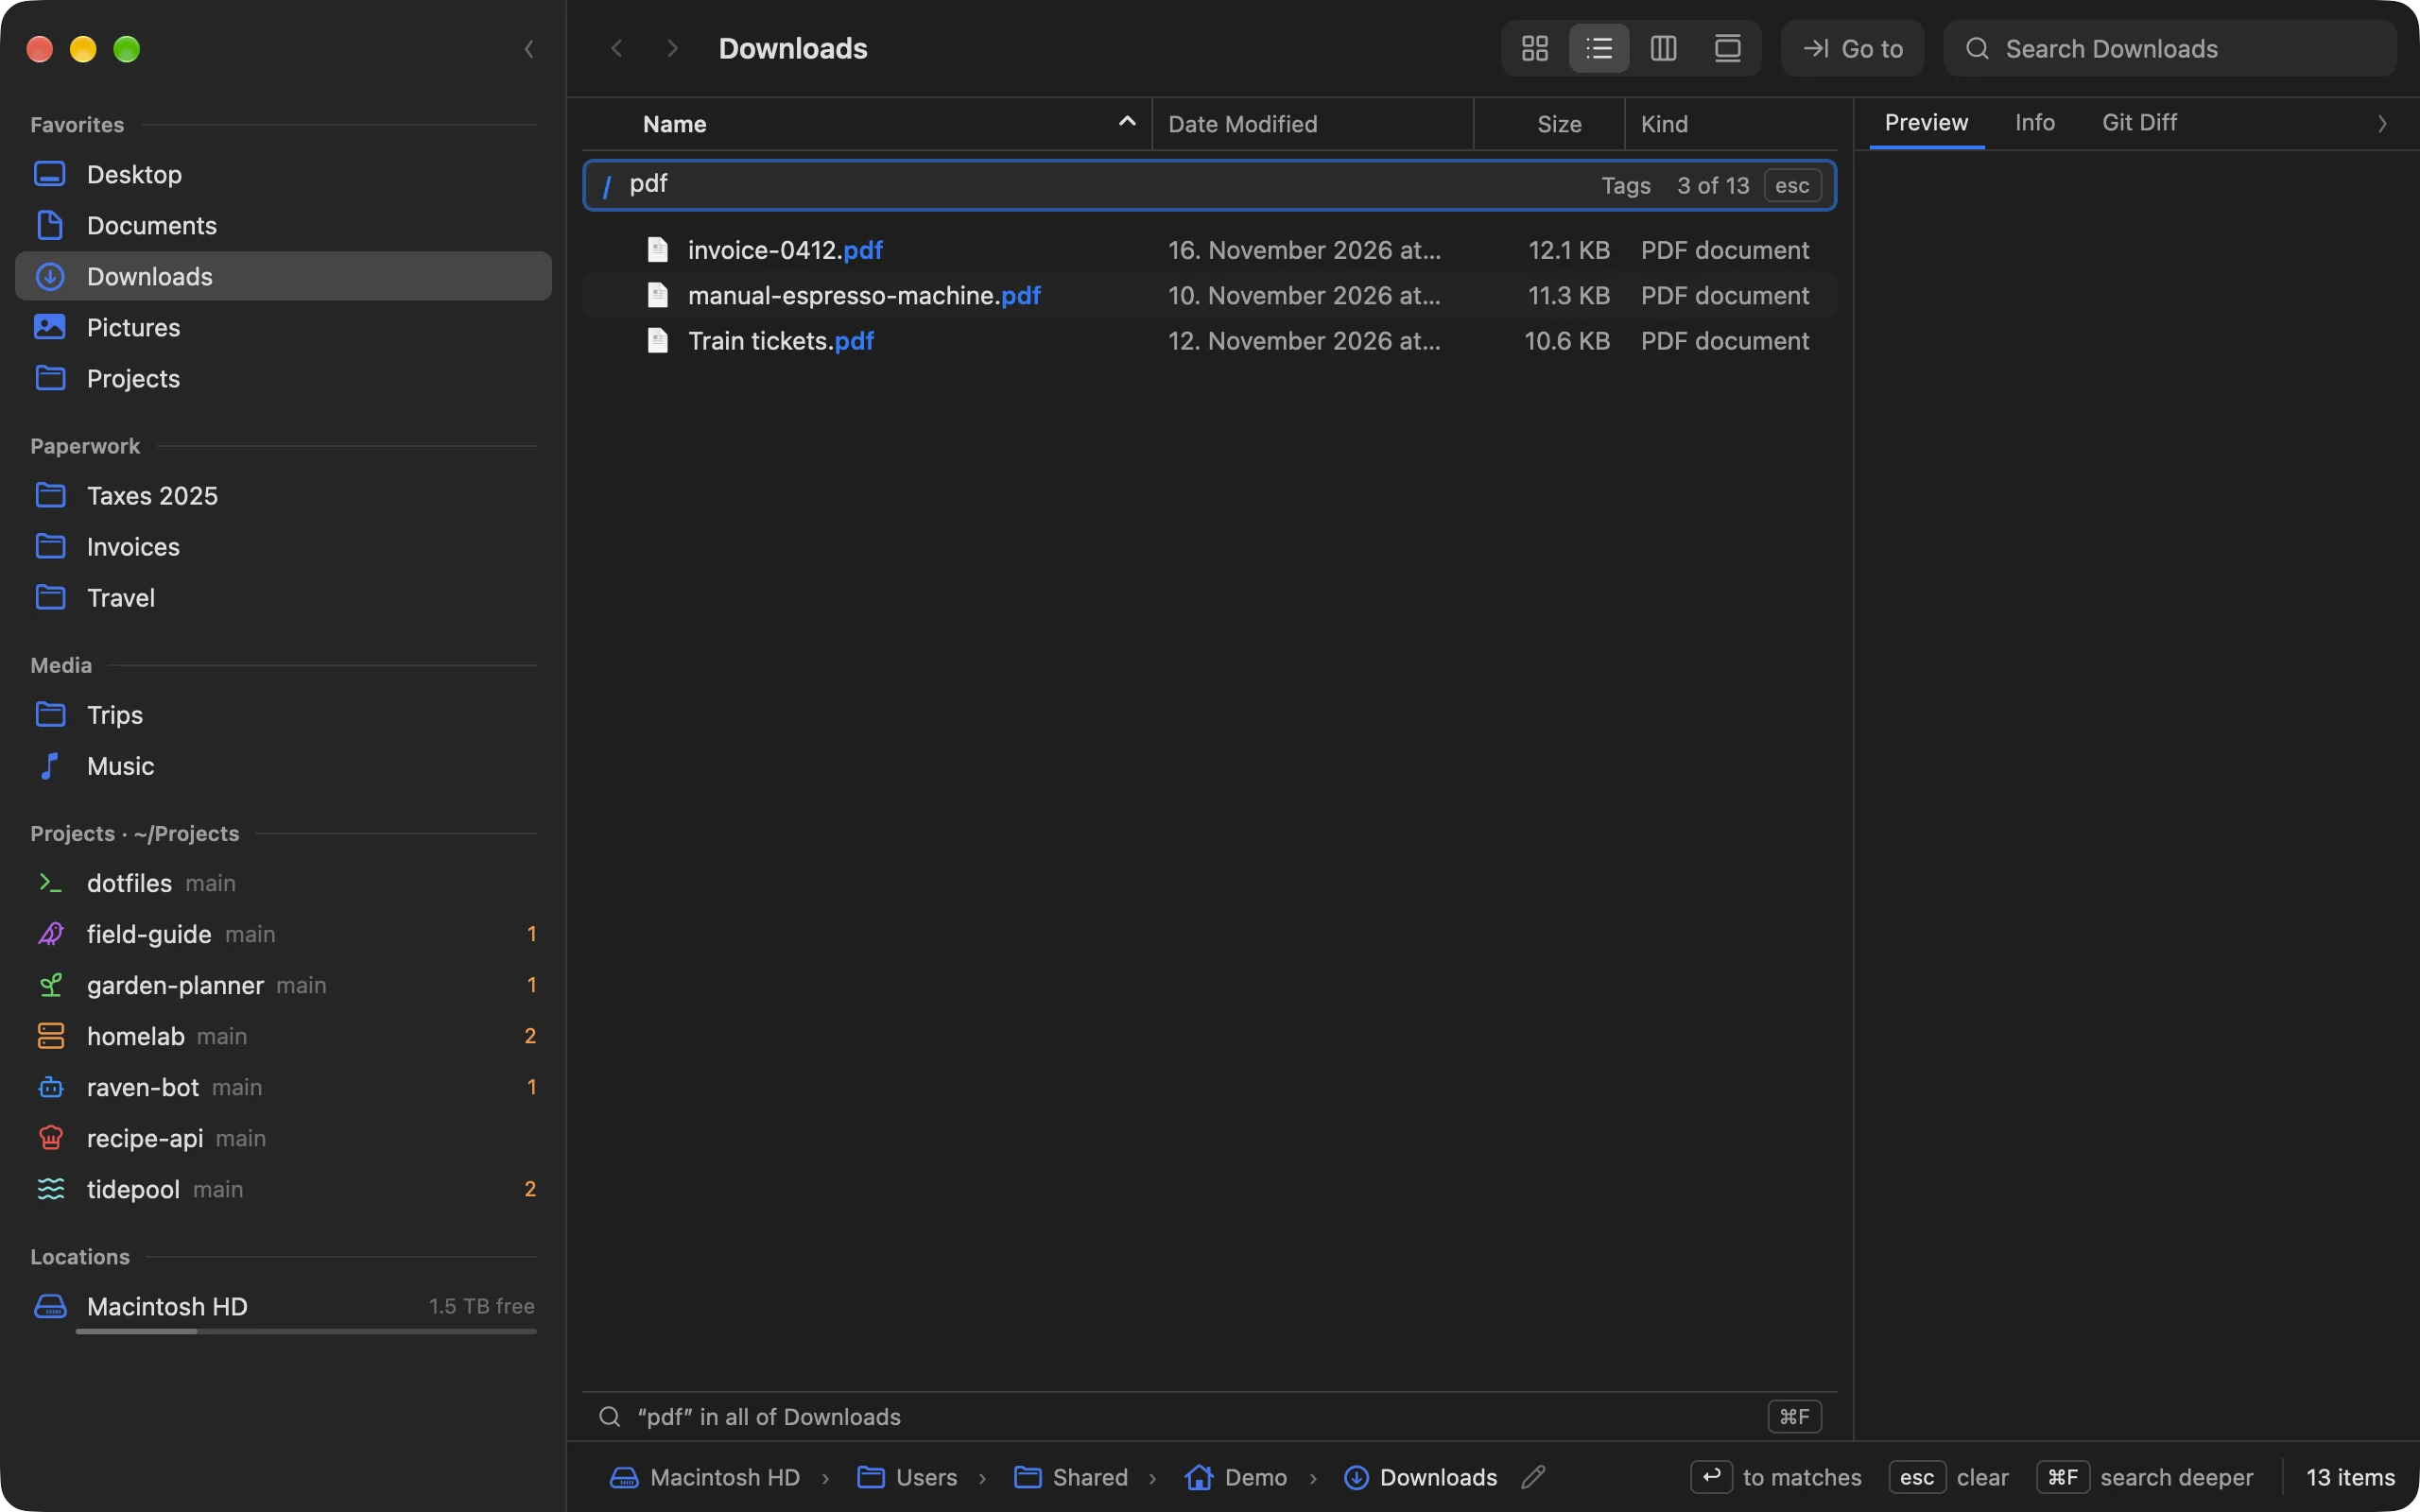 Downloads
Go to
Search Downloads
Favorites
Desktop
Documents
Downloads
Pictures
Projects
Paperwork
Taxes 2025
Invoices
Travel
Media
Trips
Music
Projects · ~/Projects
dotfiles main
field-guide main 1
garden-planner main 1
homelab main 2
raven-bot main 1
recipe-api main
tidepool main 2
Locations
Macintosh HD 1.5 TB free
Name Date Modified Size Kind
/ pdf Tags 3 of 13 esc
invoice-0412.pdf 16. November 2026 at... 12.1 KB PDF document
manual-espresso-machine.pdf 10. November 2026 at... 11.3 KB PDF document
Train tickets.pdf 12. November 2026 at... 10.6 KB PDF document
“pdf” in all of Downloads ⌘F
Macintosh HD › Users › Shared › Demo › Downloads
↩ to matches esc clear ⌘F search deeper 13 items
Preview Info Git Diff